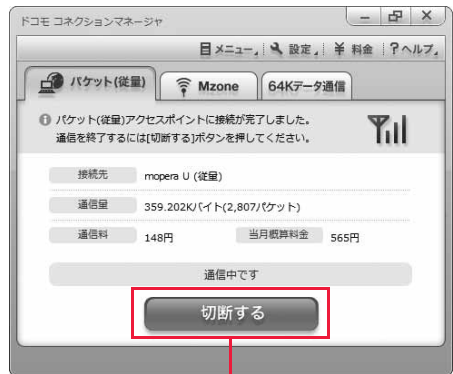 ドコモ コネクションマネージャ
メニュー 設定 ￥ 料金 ?ヘルプ
パケット(従量) Mzone 64Kデータ通信
パケット(従量)アクセスポイントに接続が完了しました。
通信を終了するには[切断する]ボタンを押してください。
接続先 mopera U (従量)
通信量 359.202Kバイト(2,807パケット)
通信料 148円 当月概算料金 565円
通信中です
切断する